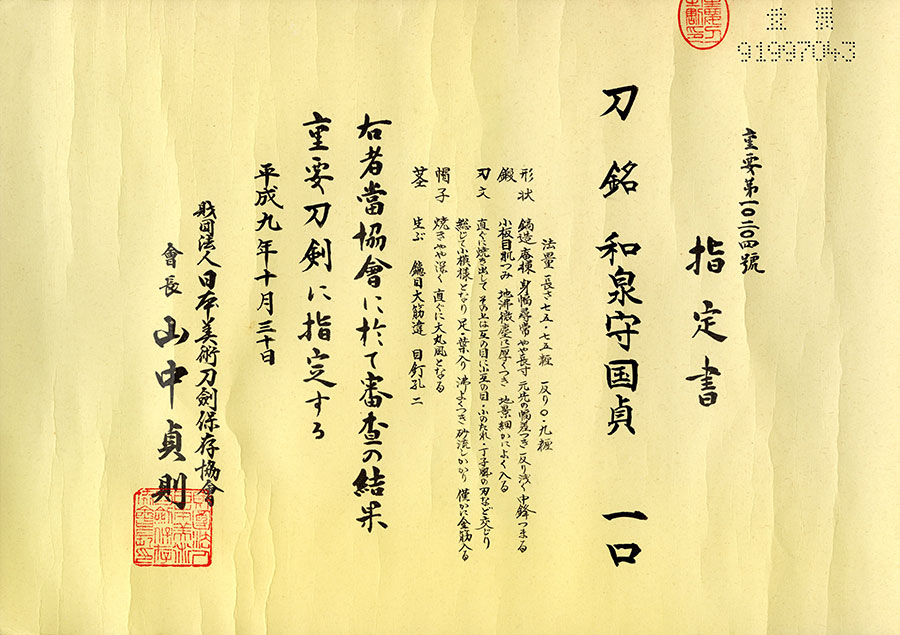 91997043
重要第一〇二〇四號
指定書
刀 銘 和泉守国貞 一口
法量 長さ七五・七五糎 反り〇・九糎
形状 鎬造 庵棟 身幅尋常 やや長寸 元先の幅差つき 反り浅く 中鋒つまる
鍛 小板目肌つみ 地沸微塵に厚くつき 地景細かによく入る
刃文 直ぐに焼き出して その上は互の目に小互の目・小のたれ・丁子風の刃など交じり
総じて小模様となり 足・葉入り 沸よくつき 砂流しかかり 僅かに金筋入る
帽子 焼きやや深く 直ぐに大丸風となる
茎 生ぶ 鑢目大筋違 目釘孔二
右者當協會に於て審査の結果
重要刀剣に指定する
平成九年十月三十日
財団法人日本美術刀劍保存協會
會長 山中貞則